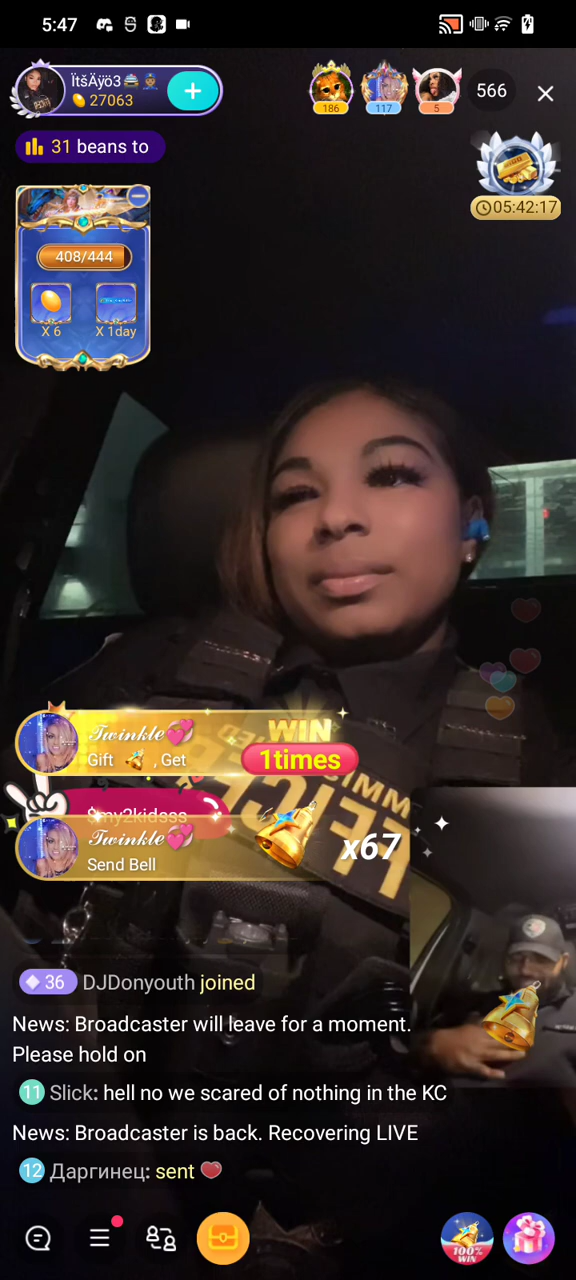 5:47
ÏtšÄÿö3
27063
186
117
5
566
31 beans to
05:42:17
408/444
X 6
X 1day
Twinkle
Gift , Get
WIN
1times
$my2kidsss
Twinkle
Send Bell
x67
36 DJDonyouth joined
News: Broadcaster will leave for a moment.
Please hold on
11 Slick: hell no we scared of nothing in the KC
News: Broadcaster is back. Recovering LIVE
12 Даргинец: sent
100%
WIN